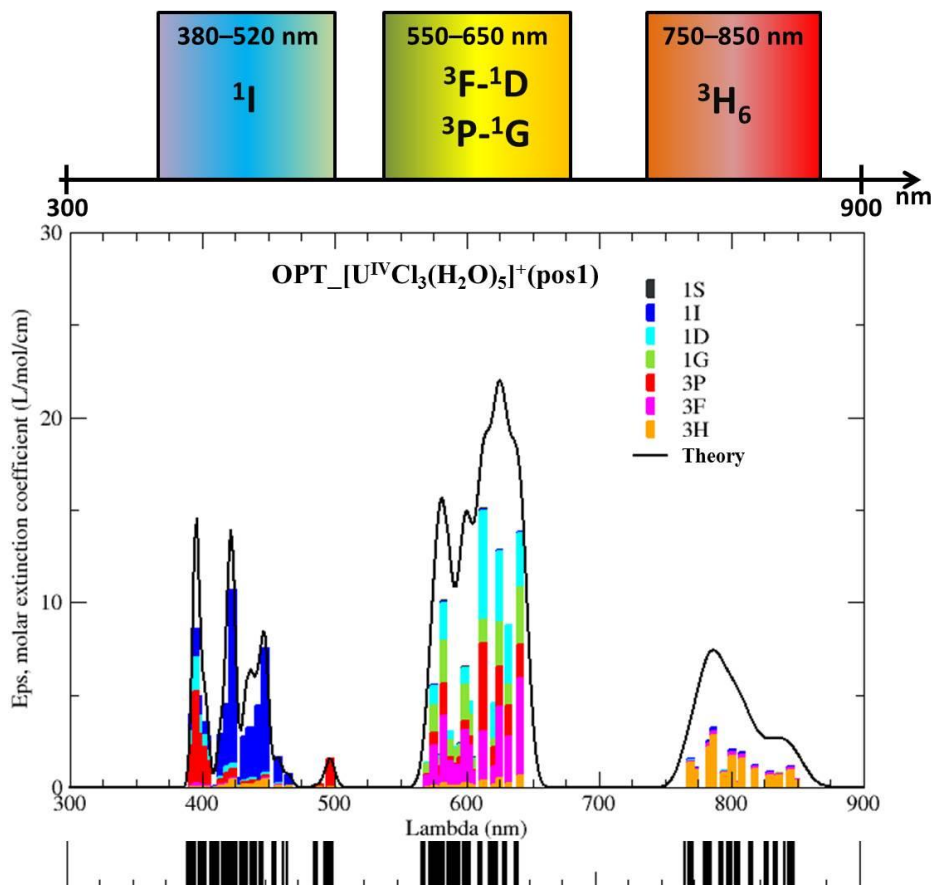 380–520 nm
¹I
550–650 nm
³F-¹D
³P-¹G
750–850 nm
³H₆
300
900
nm
OPT_[UᴵⱽCl₃(H₂O)₅]⁺(pos1)
1S
1I
1D
1G
3P
3F
3H
Theory
Eps, molar extinction coefficient (L/mol/cm)
30
20
10
0
300 400 500 600 700 800 900
Lambda (nm)